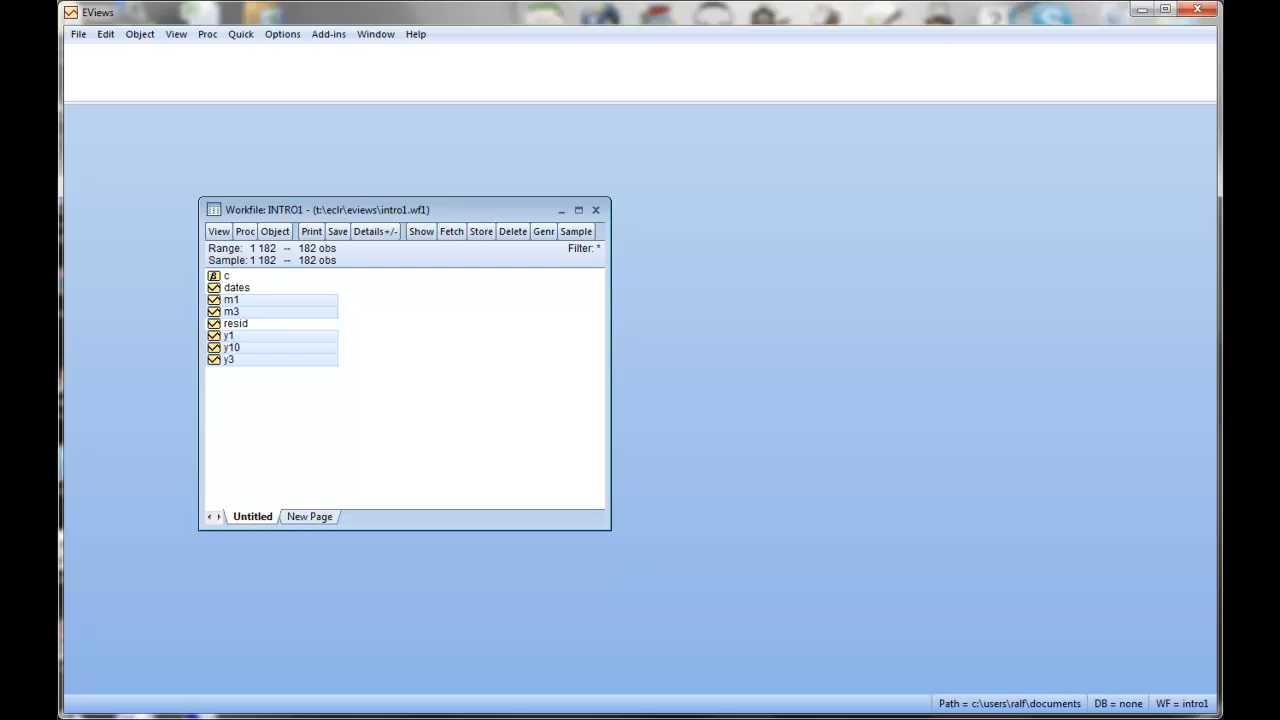 EViews
File Edit Object View Proc Quick Options Add-ins Window Help
Workfile: INTRO1 - (t:\eclr\eviews\intro1.wf1)
View Proc Object Print Save Details+/- Show Fetch Store Delete Genr Sample
Range: 1 182 -- 182 obs Filter: *
Sample: 1 182 -- 182 obs
β c
dates
m1
m3
resid
y1
y10
y3
Untitled New Page
Path = c:\users\ralf\documents DB = none WF = intro1